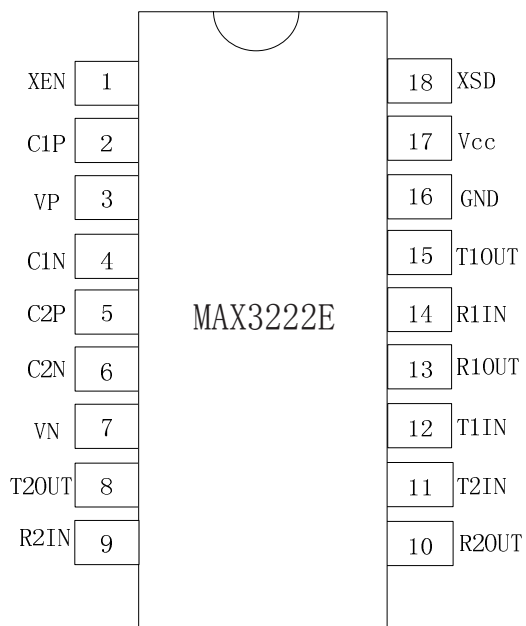 XEN 1 18 XSD
C1P 2 17 Vcc
VP 3 16 GND
C1N 4 15 T1OUT
C2P 5 MAX3222E 14 R1IN
C2N 6 13 R1OUT
VN 7 12 T1IN
T2OUT 8 11 T2IN
R2IN 9 10 R2OUT